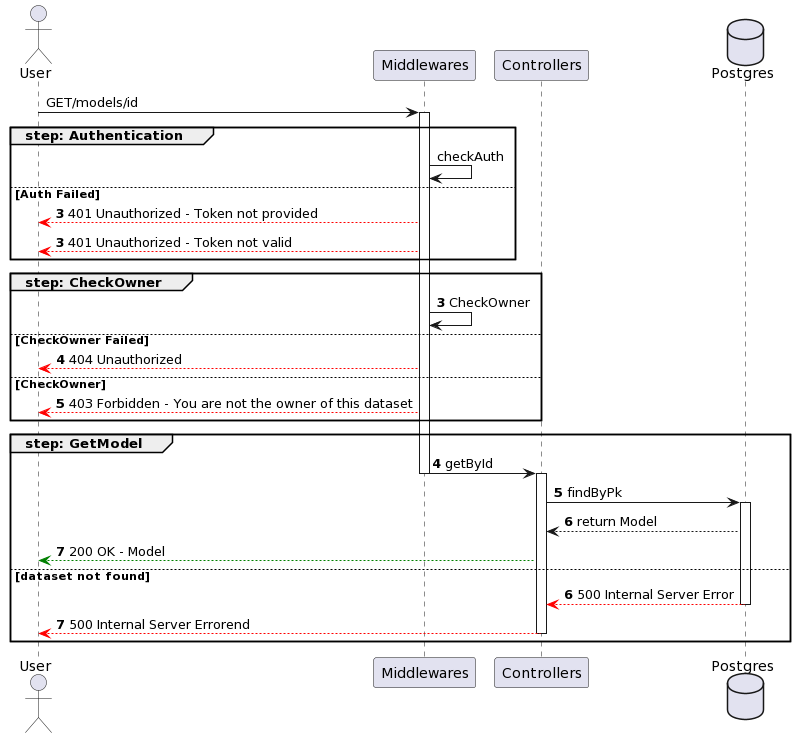 User
Middlewares
Controllers
Postgres
GET/models/id
step: Authentication
checkAuth
[Auth Failed]
3 401 Unauthorized - Token not provided
3 401 Unauthorized - Token not valid
step: CheckOwner
3 CheckOwner
[CheckOwner Failed]
4 404 Unauthorized
[CheckOwner]
5 403 Forbidden - You are not the owner of this dataset
step: GetModel
4 getById
5 findByPk
6 return Model
7 200 OK - Model
[dataset not found]
6 500 Internal Server Error
7 500 Internal Server Errorend
User
Middlewares
Controllers
Postgres